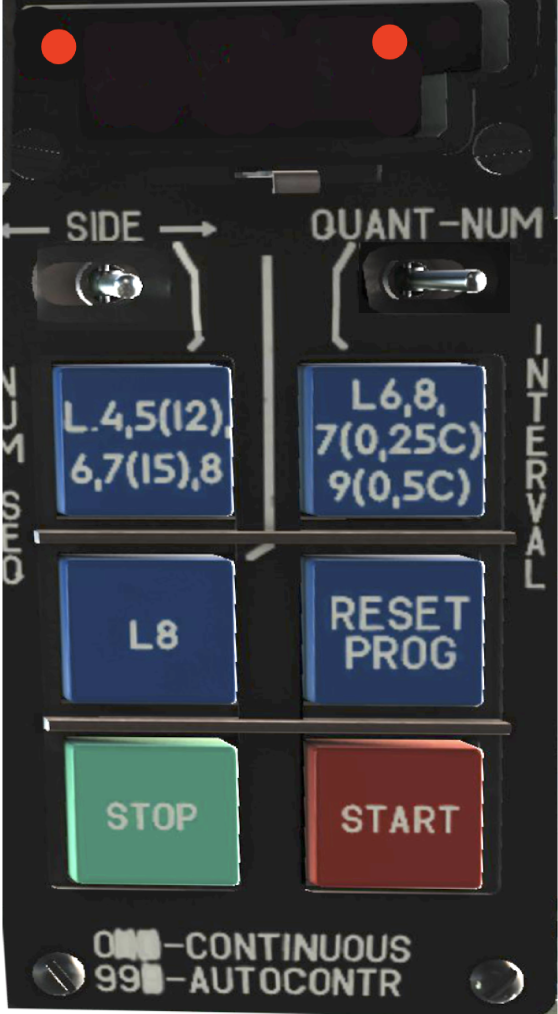 SIDE
QUANT-NUM
NUM SEQ
INTERVAL
L.4,5(12),
6,7(15),8
L6,8,
7(0,25C)
9(0,5C)
L8
RESET
PROG
STOP
START
-CONTINUOUS
-AUTOCONTR